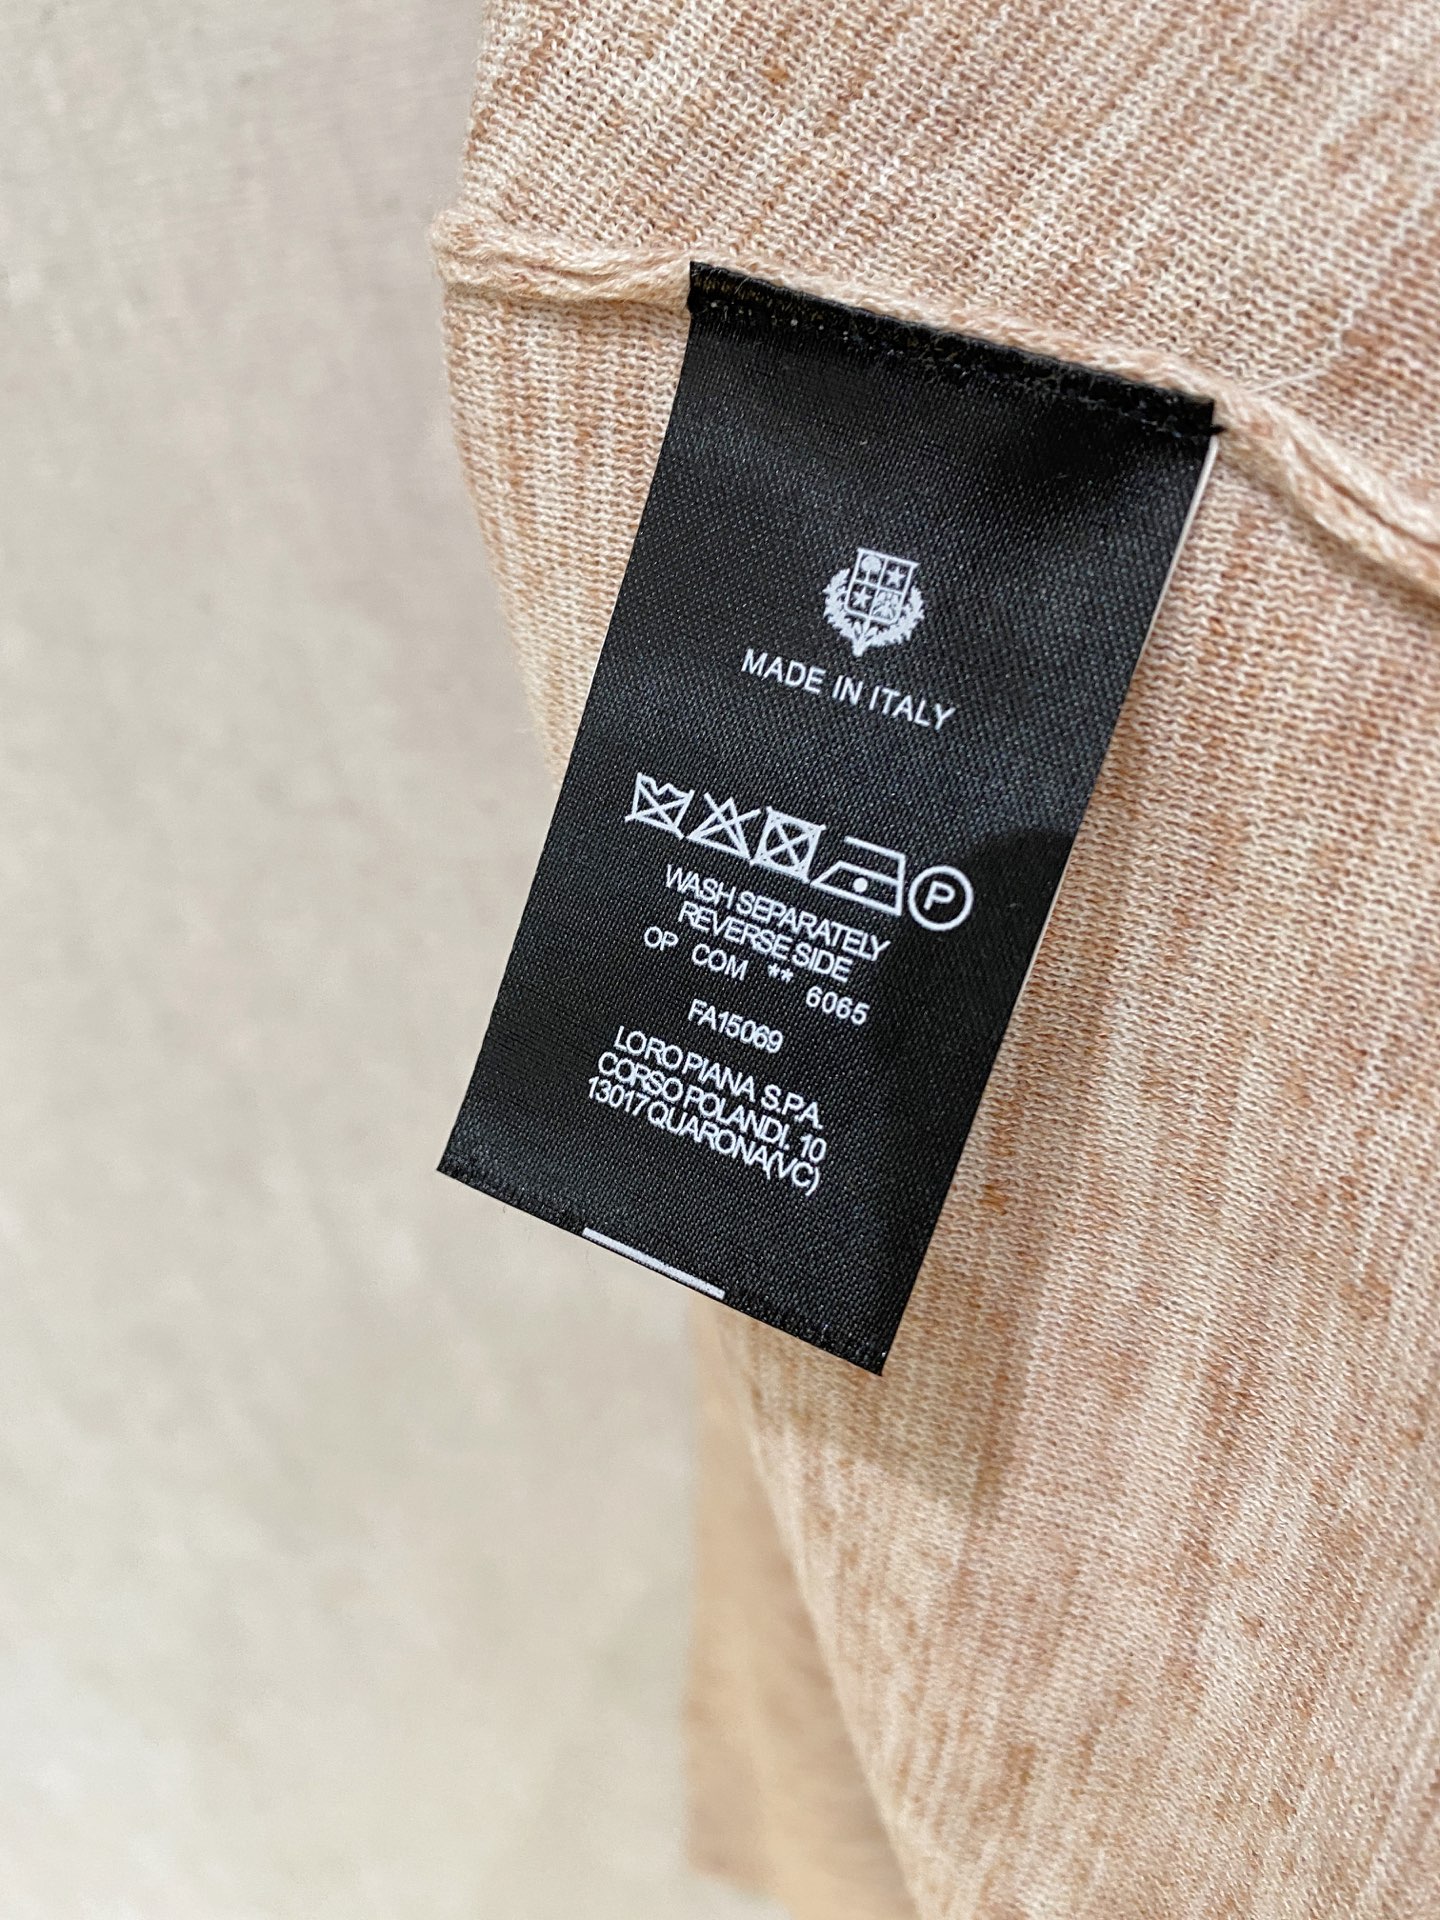 MADE IN ITALY
P
WASH SEPARATELY
REVERSE SIDE
OP COM ** 6065
FA15069
LORO PIANA S.P.A.
CORSO POLANDI, 10
13017 QUARONA(VC)